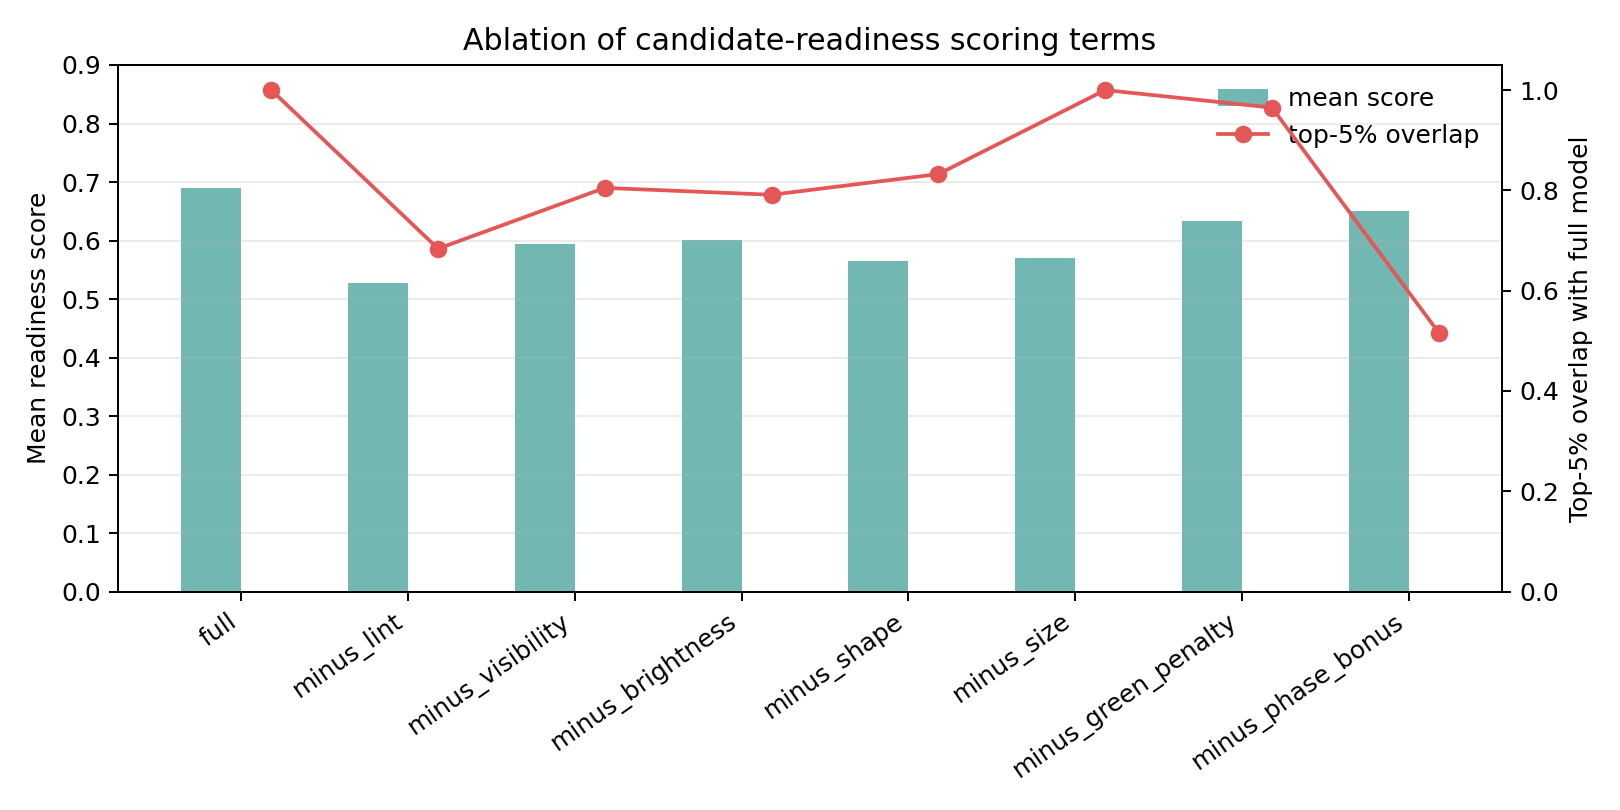 Ablation of candidate-readiness scoring terms
Mean readiness score
0.9
0.8
0.7
0.6
0.5
0.4
0.3
0.2
0.1
0.0
mean score
top-5% overlap
1.0
0.8
0.6
0.4
0.2
0.0
Top-5% overlap with full model
full
minus_lint
minus_visibility
minus_brightness
minus_shape
minus_size
minus_green_penalty
minus_phase_bonus